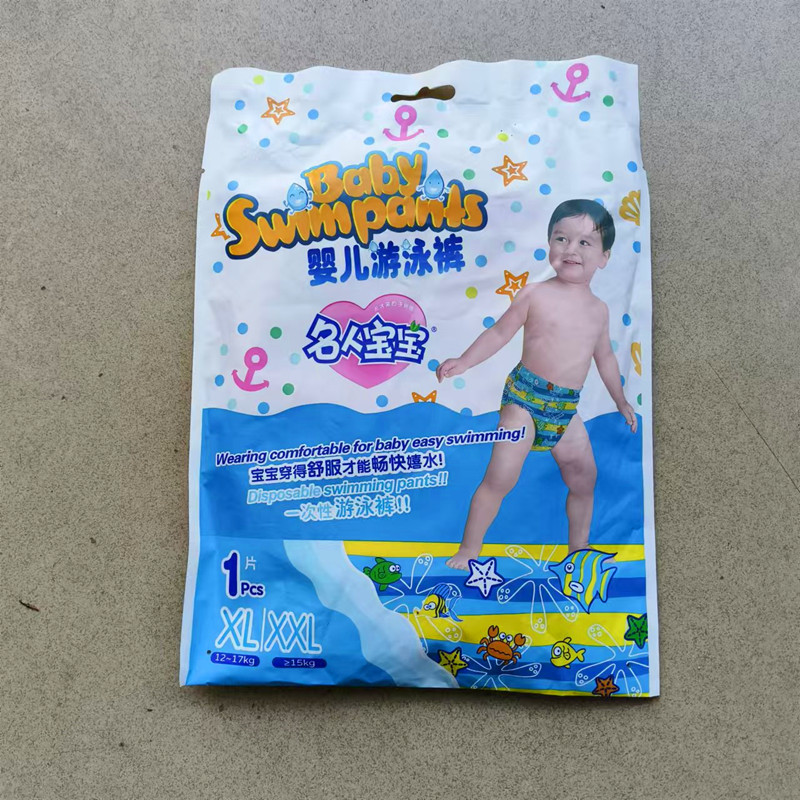 Baby
Swimpants
婴儿游泳裤
名人宝宝®
Wearing comfortable for baby easy swimming!
宝宝穿得舒服才能畅快嬉水!
Disposable swimming pants!!
一次性游泳裤!!
1片
Pcs
XL|XXL
12~17kg ≥15kg